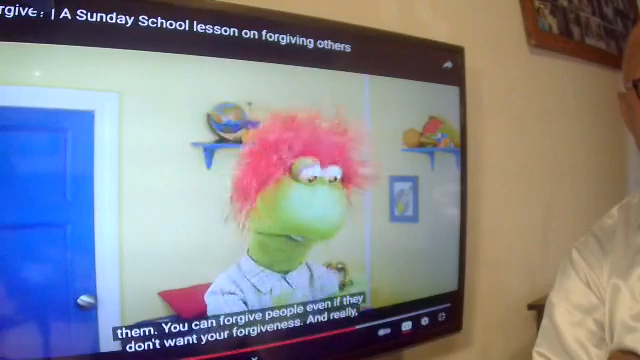 | A Sunday School lesson on forgiving others
them. You can forgive people even if they
don't want your forgiveness. And really,